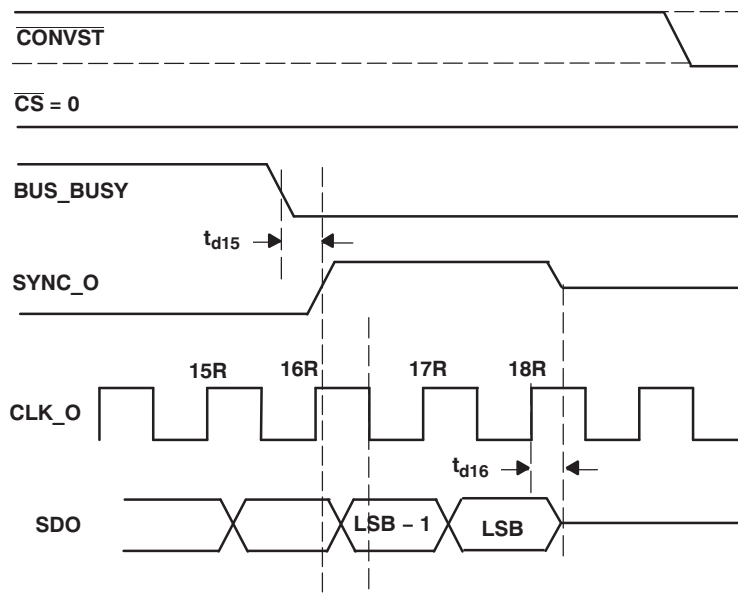 CONVST
CS = 0
BUS_BUSY
td15
SYNC_O
15R 16R 17R 18R
CLK_O
td16
SDO LSB − 1 LSB